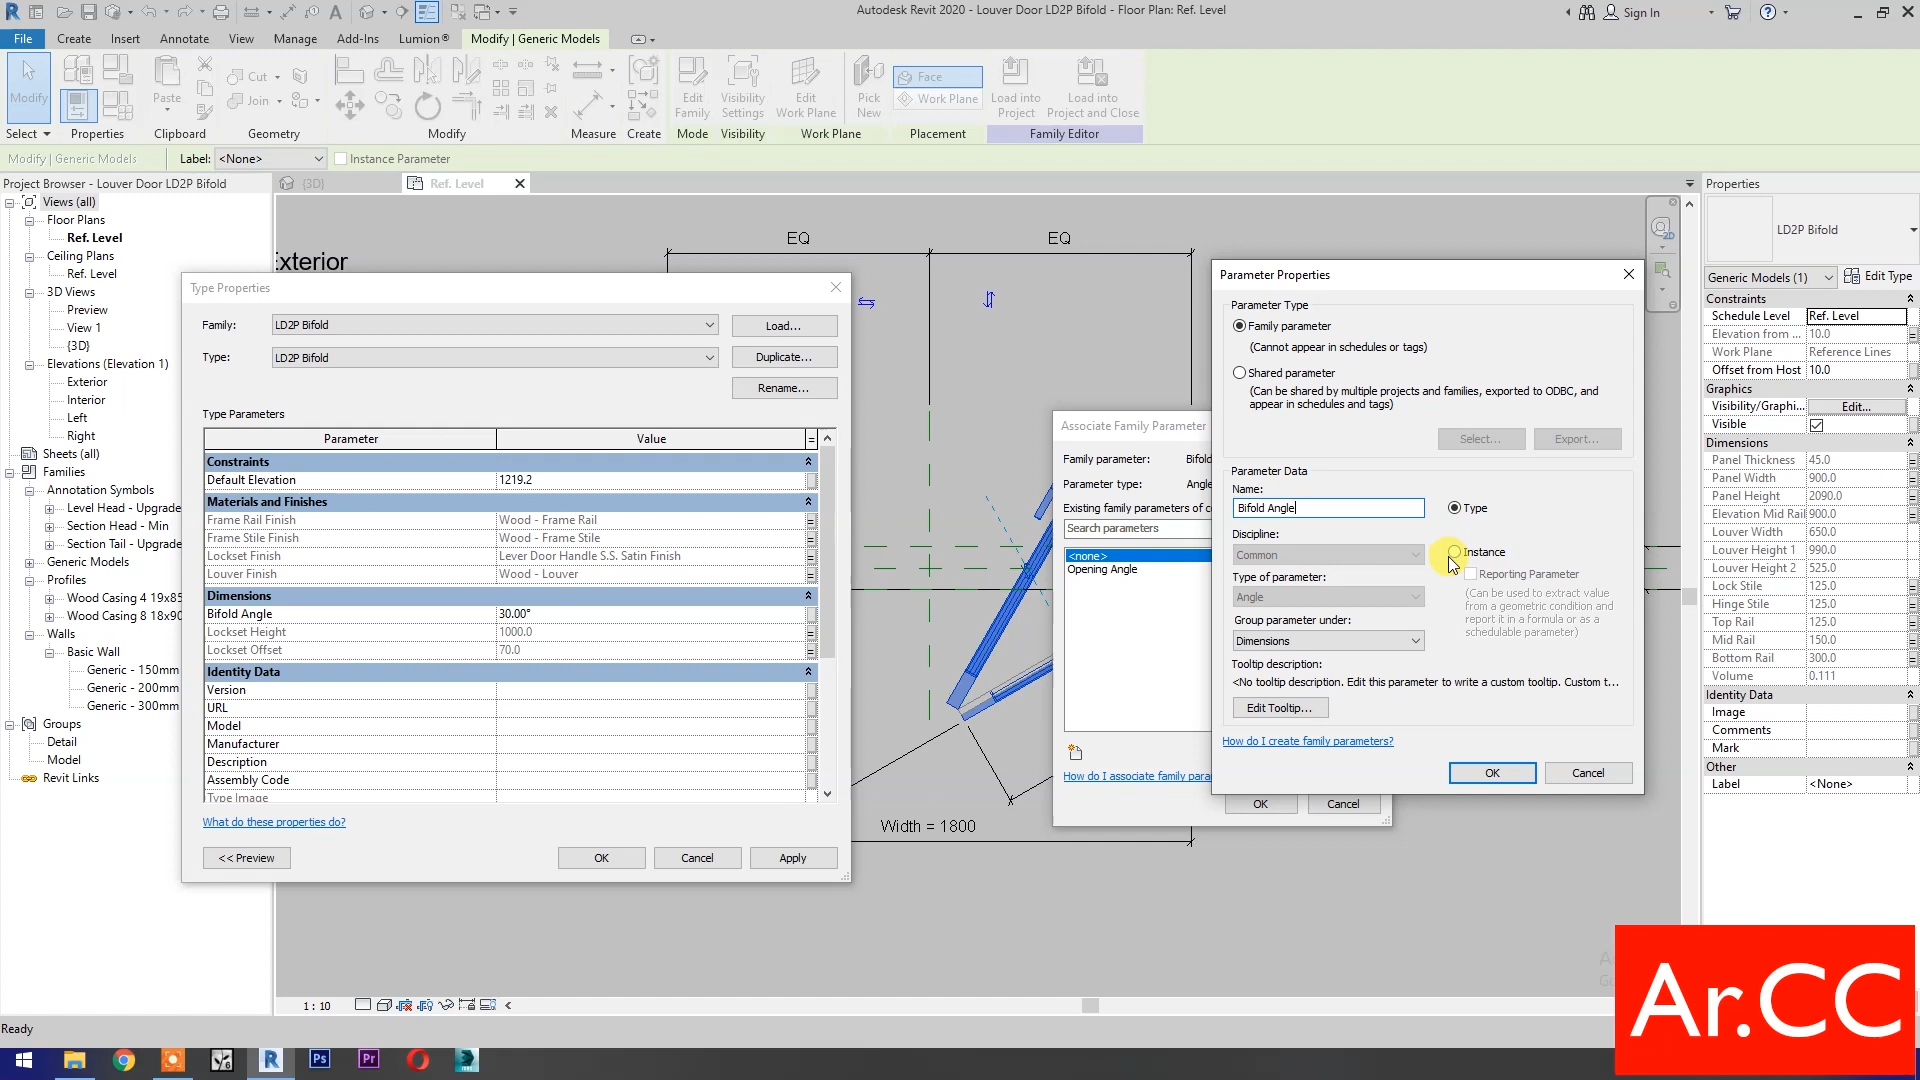 Autodesk Revit 2020 - Louver Door LD2P Bifold - Floor Plan: Ref. Level
Sign In
File Create Insert Annotate View Manage Add-Ins Lumion® Modify | Generic Models
Modify
Paste
Cut
Join
Edit Family
Visibility Settings
Edit Work Plane
Pick New
Face
Work Plane
Load into Project
Load into Project and Close
Select Properties Clipboard Geometry Modify Measure Create Mode Visibility Work Plane Placement Family Editor
Modify | Generic Models
Label: <None>
Instance Parameter
Project Browser - Louver Door LD2P Bifold
Views (all)
Floor Plans
Ref. Level
Ceiling Plans
Ref. Level
3D Views
Preview
View 1
{3D}
Elevations (Elevation 1)
Exterior
Interior
Left
Right
Sheets (all)
Families
Annotation Symbols
Level Head - Upgrade
Section Head - Min
Section Tail - Upgrade
Generic Models
Profiles
Wood Casing 4 19x85
Wood Casing 8 18x90
Walls
Basic Wall
Generic - 150mm
Generic - 200mm
Generic - 300mm
Groups
Detail
Model
Revit Links
{3D}
Ref. Level
EQ
EQ
Exterior
Width = 1800
Type Properties
Family: LD2P Bifold Load...
Type: LD2P Bifold Duplicate...
Rename...
Type Parameters
Parameter Value =
Constraints
Default Elevation 1219.2
Materials and Finishes
Frame Rail Finish Wood - Frame Rail
Frame Stile Finish Wood - Frame Stile
Lockset Finish Lever Door Handle S.S. Satin Finish
Louver Finish Wood - Louver
Dimensions
Bifold Angle 30.00°
Lockset Height 1000.0
Lockset Offset 70.0
Identity Data
Version
URL
Model
Manufacturer
Description
Assembly Code
Type Image
What do these properties do?
<< Preview OK Cancel Apply
Associate Family Parameter
Family parameter: Bifold
Parameter type: Angle
Existing family parameters of c
Search parameters
<none>
Opening Angle
How do I associate family para
OK Cancel
Parameter Properties
Parameter Type
Family parameter
(Cannot appear in schedules or tags)
Shared parameter
(Can be shared by multiple projects and families, exported to ODBC, and
appear in schedules and tags)
Select... Export...
Parameter Data
Name:
Bifold Angle
Type
Discipline:
Common
Instance
Type of parameter:
Reporting Parameter
Angle
(Can be used to extract value
from a geometric condition and
report it in a formula or as a
schedulable parameter)
Group parameter under:
Dimensions
Tooltip description:
<No tooltip description. Edit this parameter to write a custom tooltip. Custom t...
Edit Tooltip...
How do I create family parameters?
OK Cancel
Properties
LD2P Bifold
Generic Models (1) Edit Type
Constraints
Schedule Level Ref. Level
Elevation from ... 10.0
Work Plane Reference Lines
Offset from Host 10.0
Graphics
Visibility/Graphi... Edit...
Visible
Dimensions
Panel Thickness 45.0
Panel Width 900.0
Panel Height 2090.0
Elevation Mid Rail 900.0
Louver Width 650.0
Louver Height 1 990.0
Louver Height 2 525.0
Lock Stile 125.0
Hinge Stile 125.0
Top Rail 125.0
Mid Rail 150.0
Bottom Rail 300.0
Volume 0.111
Identity Data
Image
Comments
Mark
Other
Label <None>
1 : 10
Ready
Ar.CC